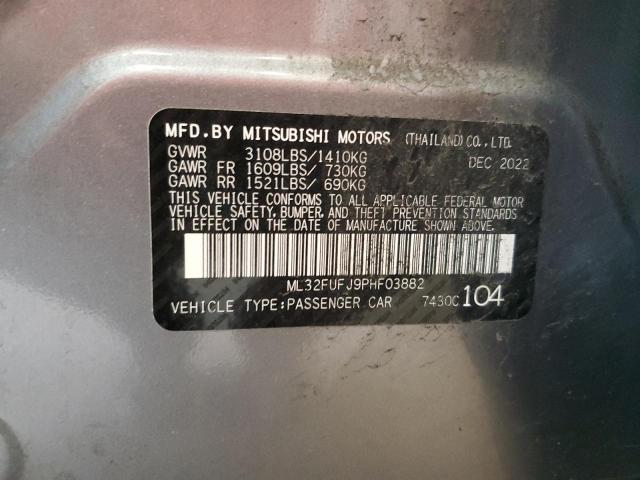 MFD.BY MITSUBISHI MOTORS (THAILAND) CO.,LTD.
GVWR 3108LBS/1410KG DEC 2022
GAWR FR 1609LBS/ 730KG
GAWR RR 1521LBS/ 690KG
THIS VEHICLE CONFORMS TO ALL APPLICABLE FEDERAL MOTOR
VEHICLE SAFETY, BUMPER, AND THEFT PREVENTION STANDARDS
IN EFFECT ON THE DATE OF MANUFACTURE SHOWN ABOVE.
ML32FUFJ9PHF03882
VEHICLE TYPE:PASSENGER CAR 7430C 104